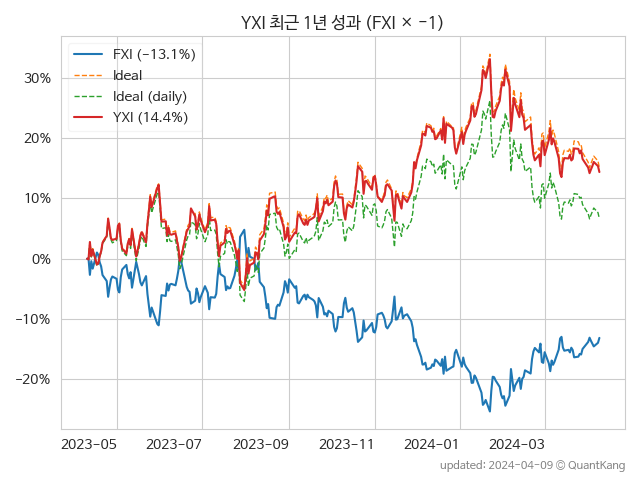 YXI 최근 1년 성과 (FXI × −1)
FXI (−13.1%)
Ideal
Ideal (daily)
YXI (14.4%)
30%
20%
10%
0%
−10%
−20%
2023-05
2023-07
2023-09
2023-11
2024-01
2024-03
updated: 2024-04-09 © QuantKang